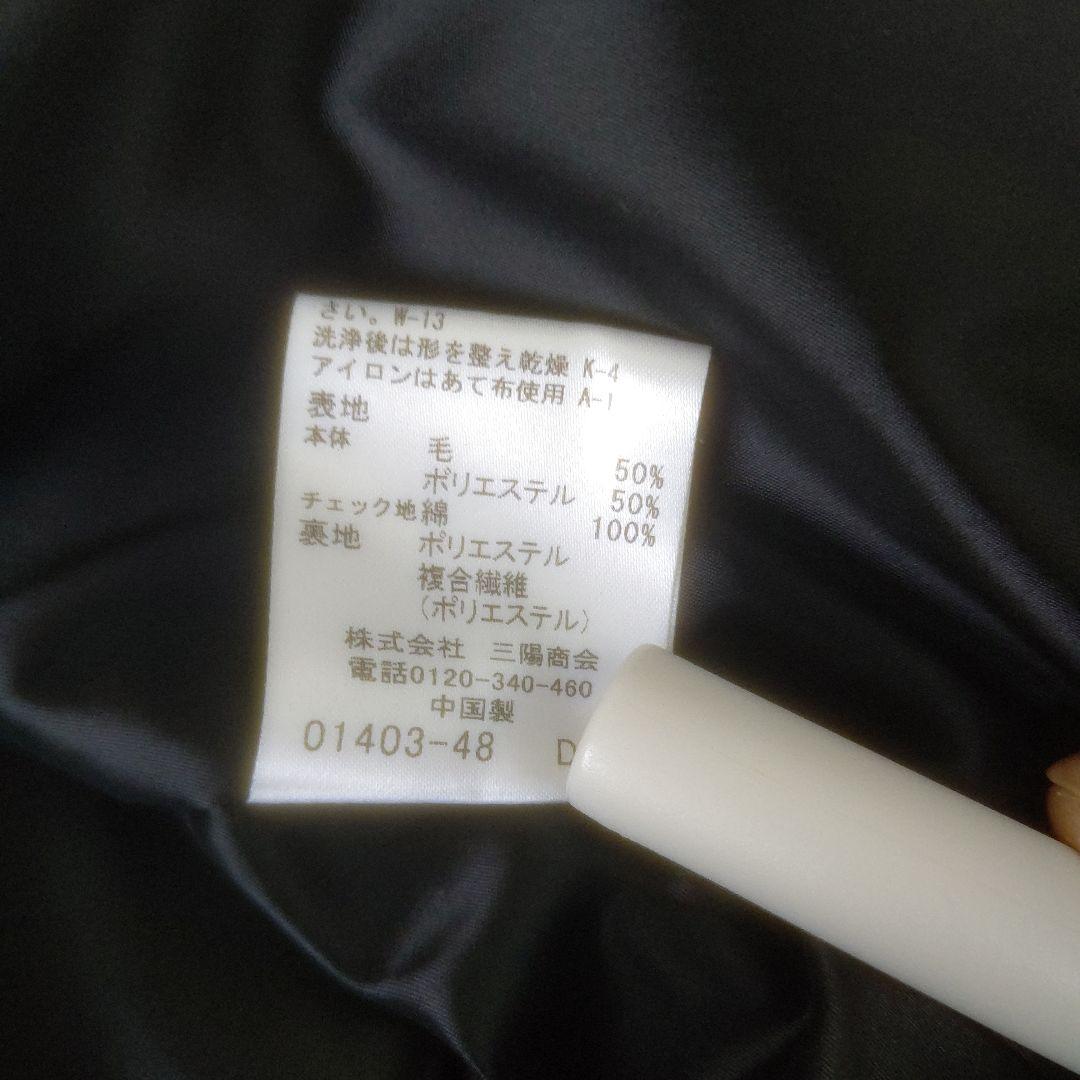 さい。W-13
洗浄後は形を整え乾燥 K-4
アイロンはあて布使用 A-1
表地
本体 毛 50%
ポリエステル 50%
チェック地 綿 100%
裏地 ポリエステル
複合繊維
(ポリエステル)
株式会社 三陽商会
電話0120-340-460
中国製
01403-48 D